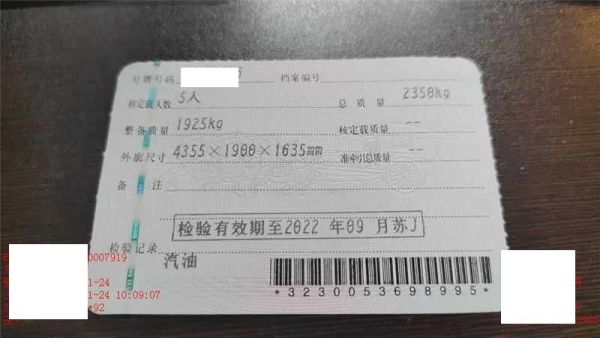 号牌号码 档案编号
核定载人数 5人 总质量 2350kg
整备质量 1925kg 核定载质量 --
外廓尺寸 4355×1900×1635mm 准牵引总质量 --
备注
检验有效期至2022年09月苏J
检验记录
汽油
*3230053698995*
0007919
1-24
1-24 10:09:07
*92